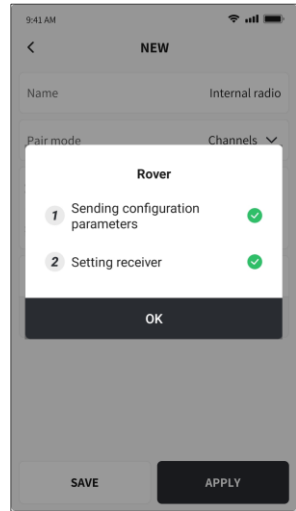 9:41 AM
NEW
Name Internal radio
Pair mode Channels
Rover
1 Sending configuration
parameters
2 Setting receiver
OK
SAVE APPLY